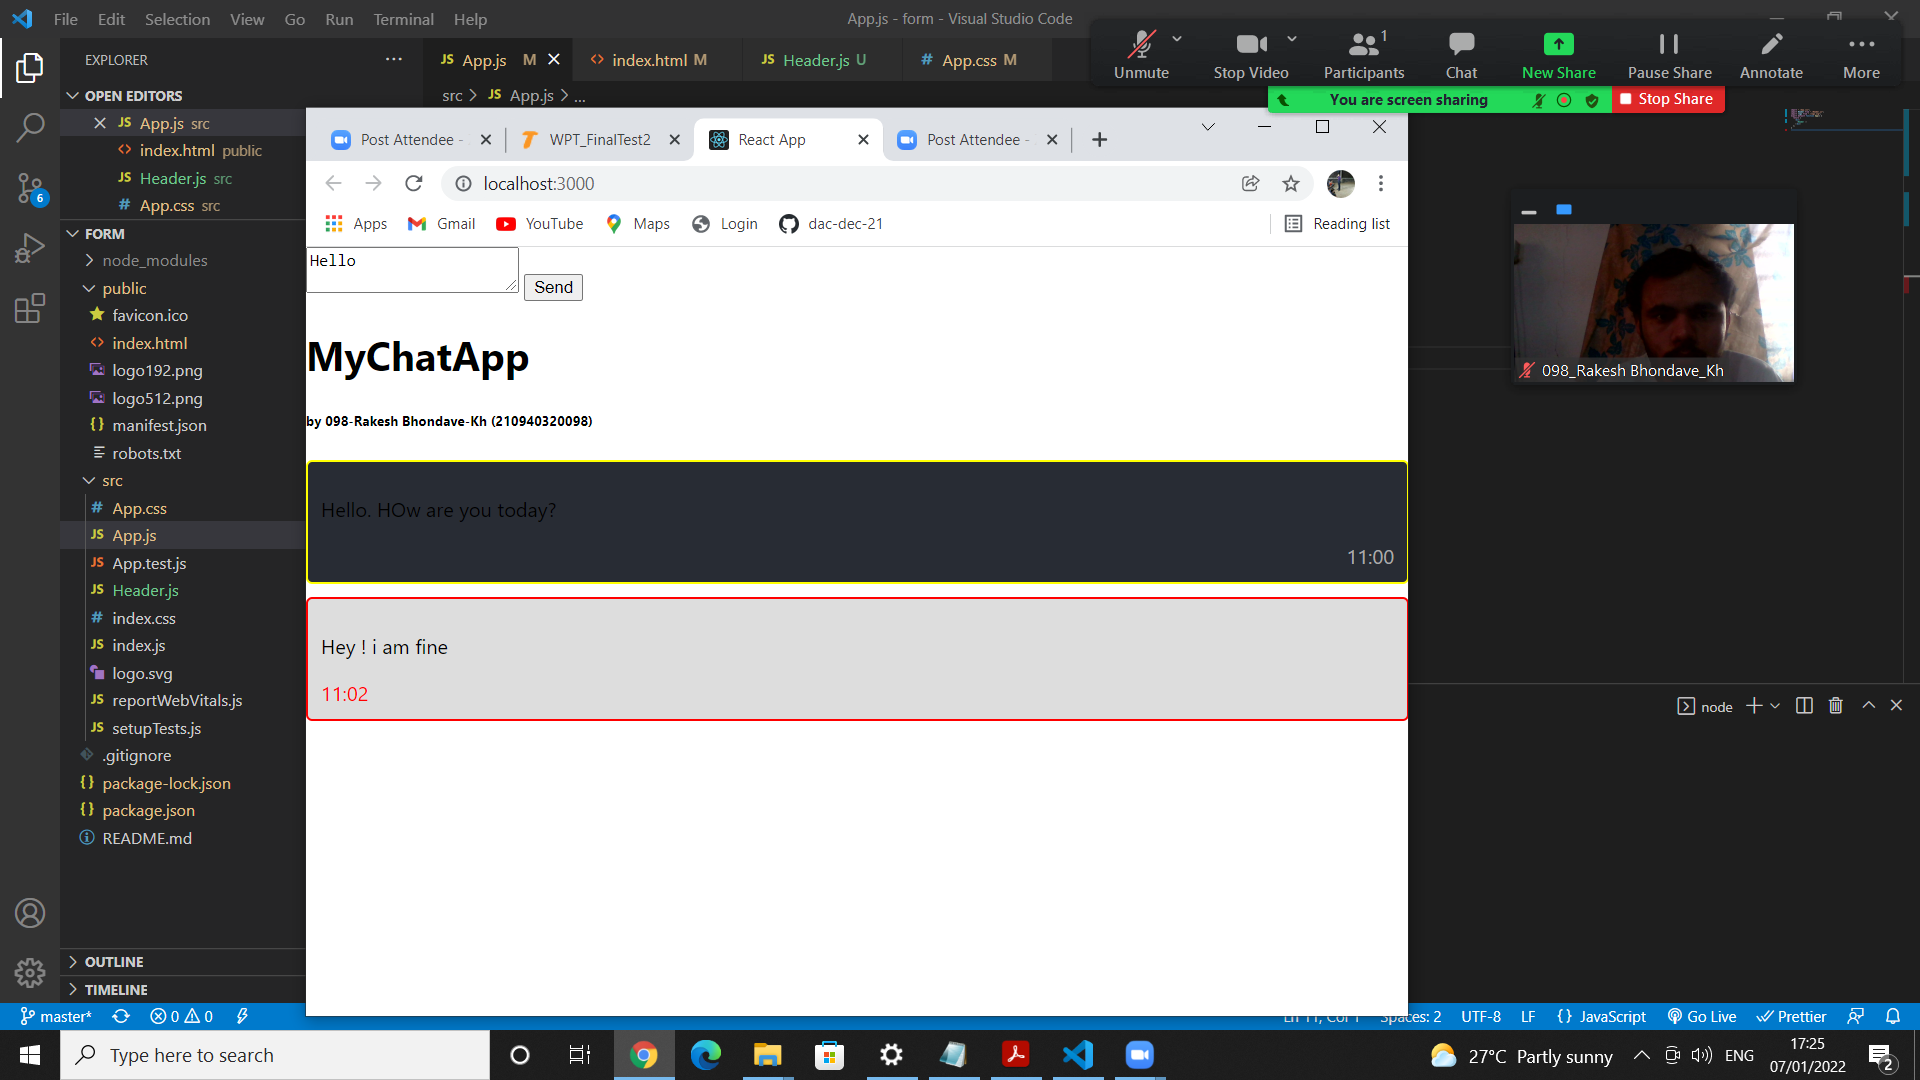 File Edit Selection View Go Run Terminal Help
App.js - form - Visual Studio Code
Unmute Stop Video Participants 1 Chat New Share Pause Share Annotate More
You are screen sharing Stop Share
EXPLORER
JS App.js M index.html M JS Header.js U # App.css M
src > JS App.js > ...
OPEN EDITORS
JS App.js src
index.html public
JS Header.js src
# App.css src
6
FORM
node_modules
public
favicon.ico
index.html
logo192.png
logo512.png
{} manifest.json
robots.txt
src
# App.css
JS App.js
JS App.test.js
JS Header.js
# index.css
JS index.js
logo.svg
JS reportWebVitals.js
JS setupTests.js
.gitignore
{} package-lock.json
{} package.json
README.md
OUTLINE
TIMELINE
Post Attendee - WPT_FinalTest2 React App Post Attendee -
localhost:3000
Apps Gmail YouTube Maps Login dac-dec-21 Reading list
Hello
Send
MyChatApp
by 098-Rakesh Bhondave-Kh (210940320098)
Hello. HOw are you today?
11:00
Hey ! i am fine
11:02
098_Rakesh Bhondave_Kh
node
master* 0 0 Spaces: 2 UTF-8 LF {} JavaScript Go Live Prettier
Type here to search
27°C Partly sunny ENG 17:25
07/01/2022
2